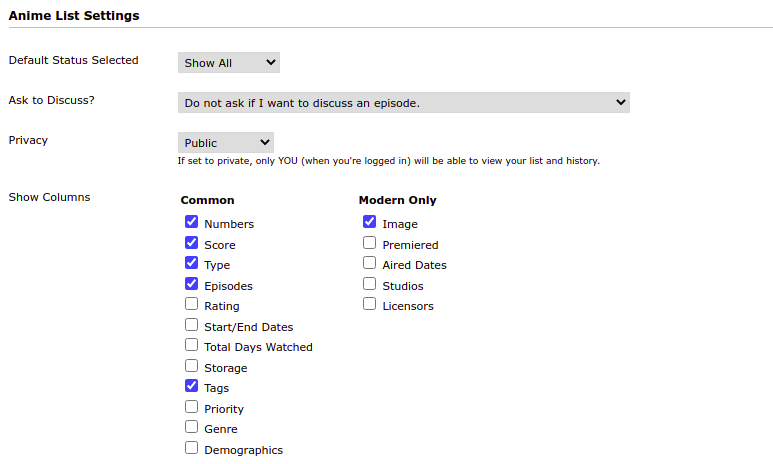 Anime List Settings
Default Status Selected
Show All
Ask to Discuss?
Do not ask if I want to discuss an episode.
Privacy
Public
If set to private, only YOU (when you're logged in) will be able to view your list and history.
Show Columns
Common
Modern Only
Numbers
Image
Score
Premiered
Type
Aired Dates
Episodes
Studios
Rating
Licensors
Start/End Dates
Total Days Watched
Storage
Tags
Priority
Genre
Demographics